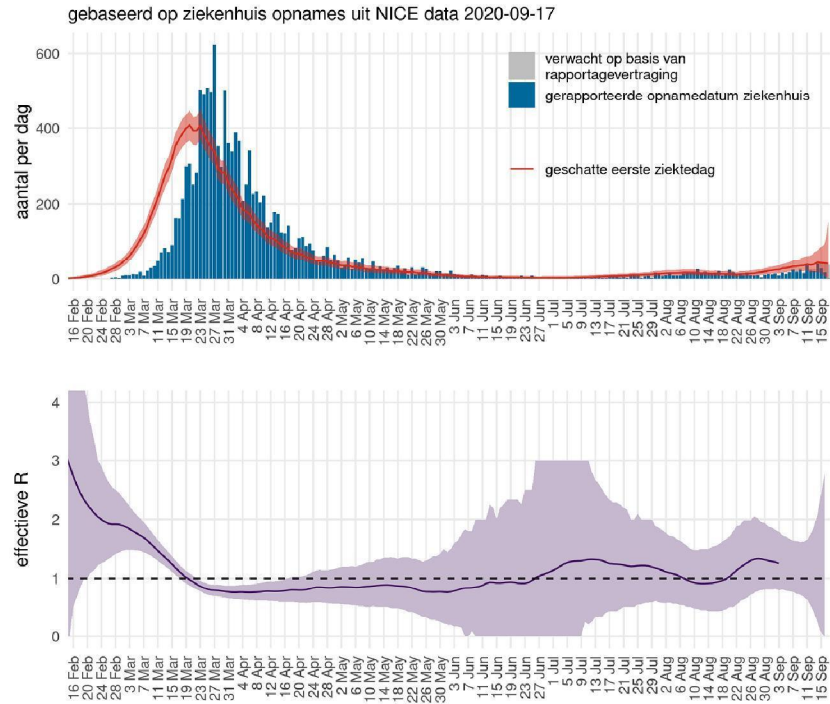 gebaseerd op ziekenhuis opnames uit NICE data 2020-09-17
aantal per dag
600
400
200
0
verwacht op basis van
rapportagevertraging
gerapporteerde opnamedatum ziekenhuis
geschatte eerste ziektedag
16 Feb
20 Feb
24 Feb
28 Feb
3 Mar
7 Mar
11 Mar
15 Mar
19 Mar
23 Mar
27 Mar
31 Mar
4 Apr
8 Apr
12 Apr
16 Apr
20 Apr
24 Apr
28 Apr
2 May
6 May
10 May
14 May
18 May
22 May
26 May
30 May
3 Jun
7 Jun
11 Jun
15 Jun
19 Jun
23 Jun
27 Jun
1 Jul
5 Jul
9 Jul
13 Jul
17 Jul
21 Jul
25 Jul
29 Jul
2 Aug
6 Aug
10 Aug
14 Aug
18 Aug
22 Aug
26 Aug
30 Aug
3 Sep
7 Sep
11 Sep
15 Sep
effectieve R
4
3
2
1
0
16 Feb
20 Feb
24 Feb
28 Feb
3 Mar
7 Mar
11 Mar
15 Mar
19 Mar
23 Mar
27 Mar
31 Mar
4 Apr
8 Apr
12 Apr
16 Apr
20 Apr
24 Apr
28 Apr
2 May
6 May
10 May
14 May
18 May
22 May
26 May
30 May
3 Jun
7 Jun
11 Jun
15 Jun
19 Jun
23 Jun
27 Jun
1 Jul
5 Jul
9 Jul
13 Jul
17 Jul
21 Jul
25 Jul
29 Jul
2 Aug
6 Aug
10 Aug
14 Aug
18 Aug
22 Aug
26 Aug
30 Aug
3 Sep
7 Sep
11 Sep
15 Sep